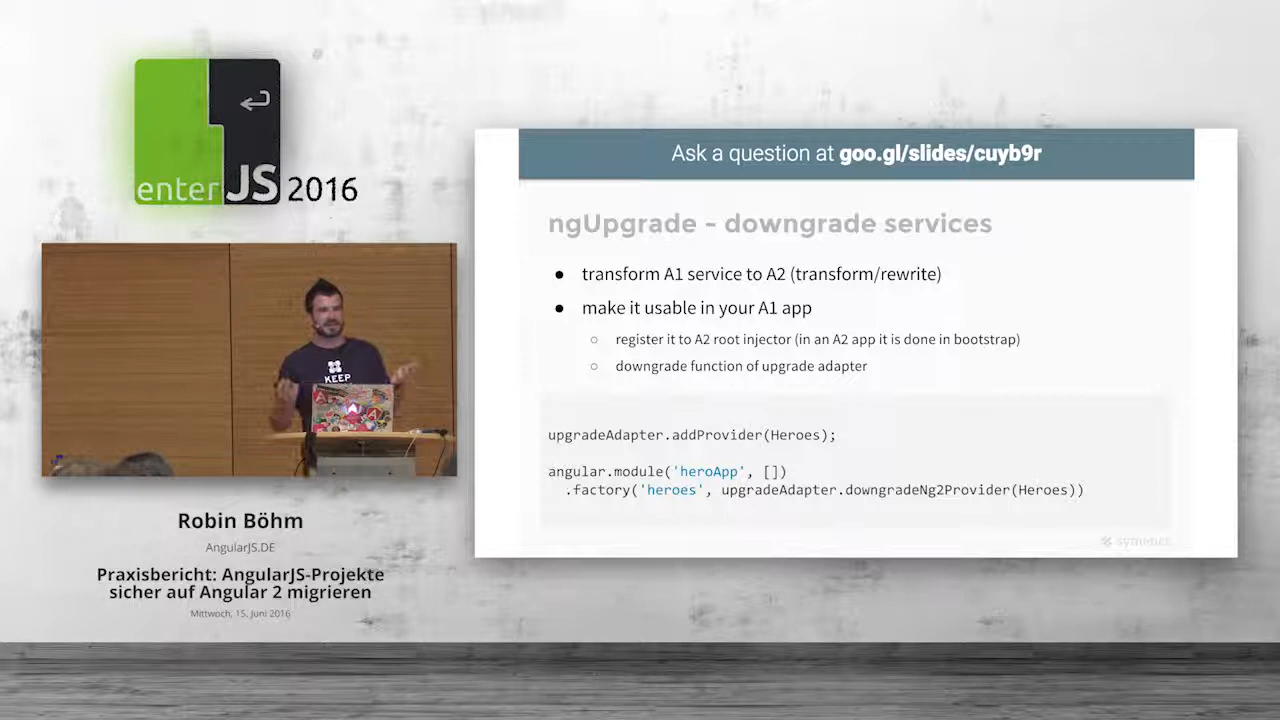 enterJS 2016
KEEP
Robin Böhm
AngularJS.DE
Praxisbericht: AngularJS-Projekte
sicher auf Angular 2 migrieren
Mittwoch, 15. Juni 2016
Ask a question at goo.gl/slides/cuyb9r
ngUpgrade - downgrade services
● transform A1 service to A2 (transform/rewrite)
● make it usable in your A1 app
○ register it to A2 root injector (in an A2 app it is done in bootstrap)
○ downgrade function of upgrade adapter
upgradeAdapter.addProvider(Heroes);
angular.module('heroApp', [])
.factory('heroes', upgradeAdapter.downgradeNg2Provider(Heroes))